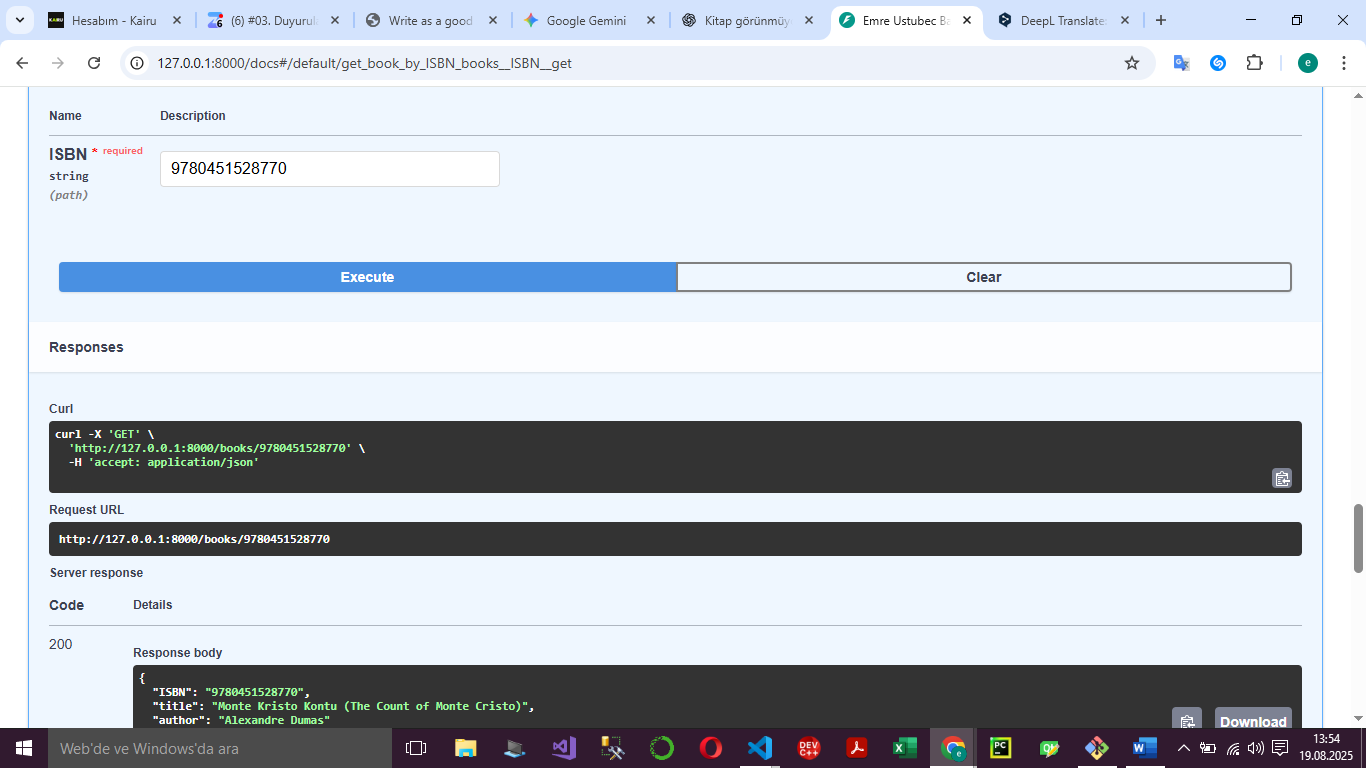 Hesabım - Kairu
(6) #03. Duyurul
Write as a good
Google Gemini
Kitap görünmüy
Emre Ustubec Ba
DeepL Translate
127.0.0.1:8000/docs#/default/get_book_by_ISBN_books__ISBN__get
Name Description
ISBN * required
9780451528770
string
(path)
Execute Clear
Responses
Curl
curl -X 'GET' \
'http://127.0.0.1:8000/books/9780451528770' \
-H 'accept: application/json'
Request URL
http://127.0.0.1:8000/books/9780451528770
Server response
Code Details
200
Response body
{
"ISBN": "9780451528770",
"title": "Monte Kristo Kontu (The Count of Monte Cristo)",
"author": "Alexandre Dumas"
Download
Web'de ve Windows'da ara
13:54
19.08.2025